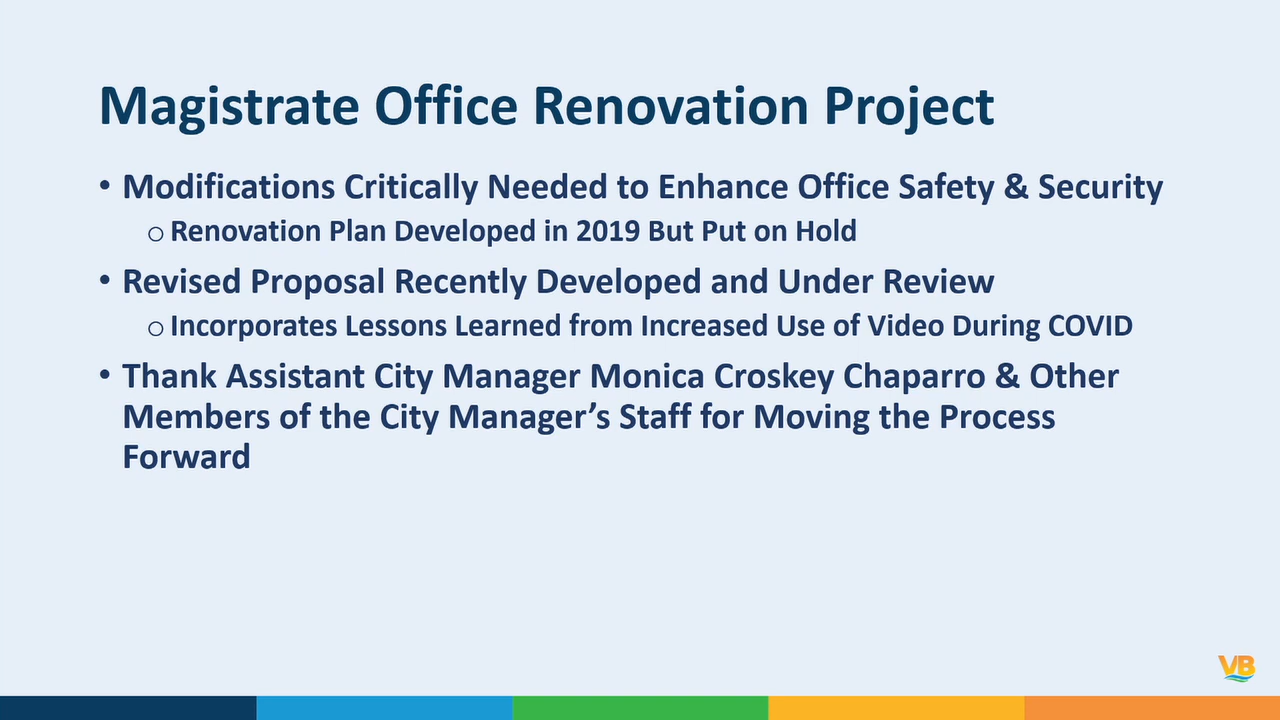 Magistrate Office Renovation Project
• Modifications Critically Needed to Enhance Office Safety & Security
o Renovation Plan Developed in 2019 But Put on Hold
• Revised Proposal Recently Developed and Under Review
o Incorporates Lessons Learned from Increased Use of Video During COVID
• Thank Assistant City Manager Monica Croskey Chaparro & Other
Members of the City Manager’s Staff for Moving the Process
Forward
VB